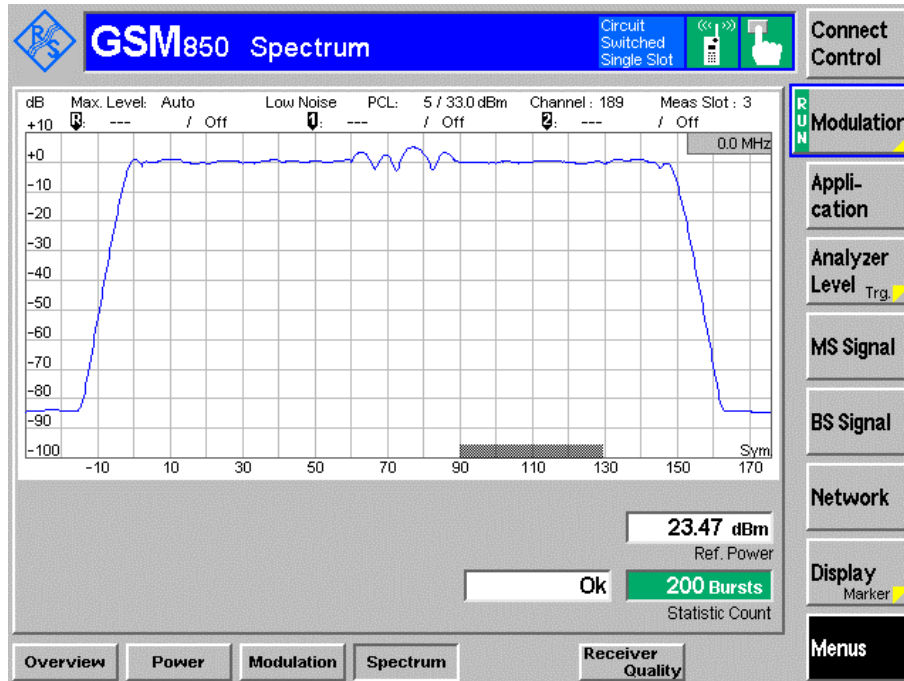 R&S
GSM850 Spectrum
Circuit
Switched
Single Slot
Connect
Control
dB Max. Level: Auto Low Noise PCL: 5 / 33.0 dBm Channel : 189 Meas Slot : 3
R: --- / Off 1: --- / Off 2: --- / Off
+10
0.0 MHz
+0
-10
-20
-30
-40
-50
-60
-70
-80
-90
-100
Sym
-10 10 30 50 70 90 110 130 150 170
23.47 dBm
Ref. Power
Ok 200 Bursts
Statistic Count
RUN
Modulation
Appli-
cation
Analyzer
Level Trg.
MS Signal
BS Signal
Network
Display
Marker
Menus
Overview Power Modulation Spectrum Receiver
Quality